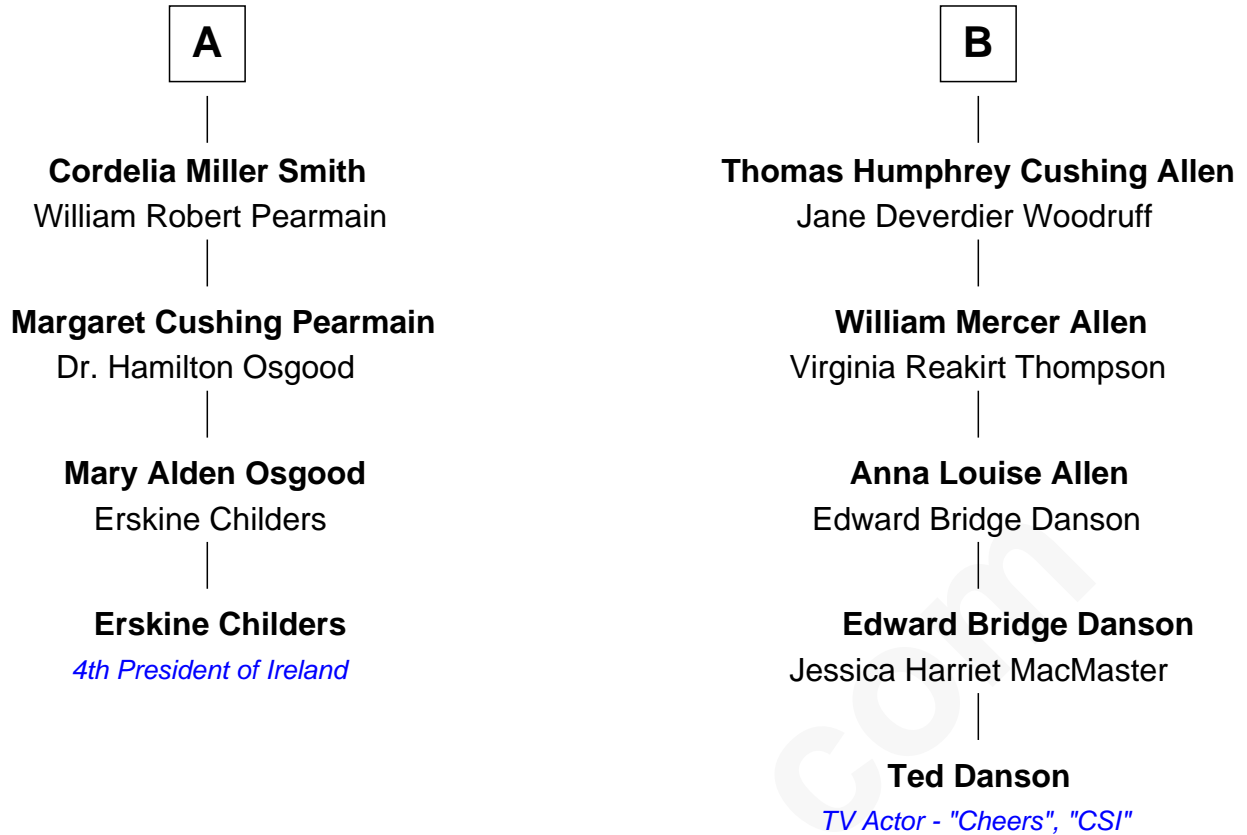 A
Cordelia Miller Smith
William Robert Pearmain
Margaret Cushing Pearmain
Dr. Hamilton Osgood
Mary Alden Osgood
Erskine Childers
Erskine Childers
4th President of Ireland
B
Thomas Humphrey Cushing Allen
Jane Deverdier Woodruff
William Mercer Allen
Virginia Reakirt Thompson
Anna Louise Allen
Edward Bridge Danson
Edward Bridge Danson
Jessica Harriet MacMaster
Ted Danson
TV Actor - "Cheers", "CSI"
com